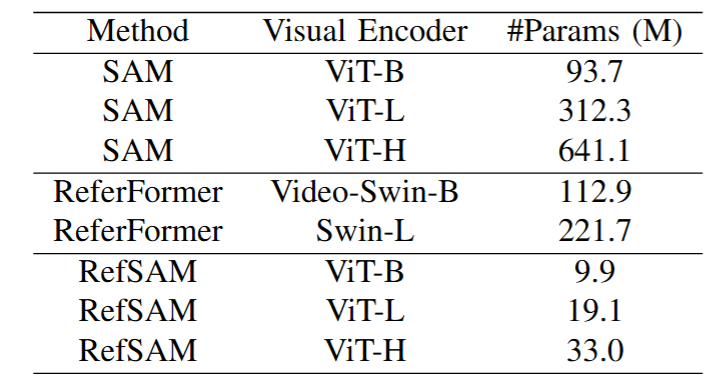 Method Visual Encoder #Params (M)
SAM ViT-B 93.7
SAM ViT-L 312.3
SAM ViT-H 641.1
ReferFormer Video-Swin-B 112.9
ReferFormer Swin-L 221.7
RefSAM ViT-B 9.9
RefSAM ViT-L 19.1
RefSAM ViT-H 33.0